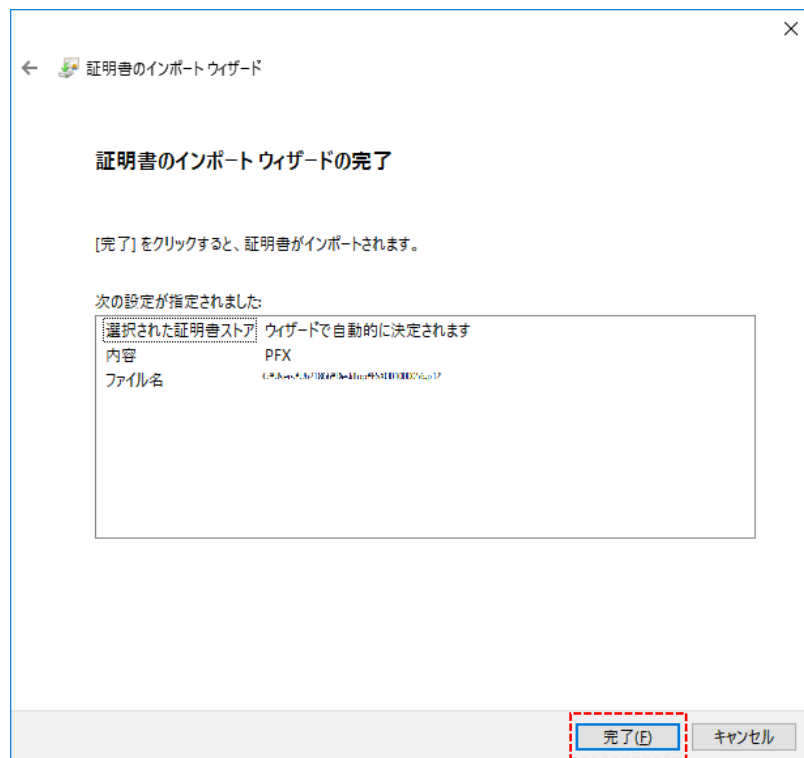 証明書のインポート ウィザード
証明書のインポート ウィザードの完了
[完了] をクリックすると、証明書がインポートされます。
次の設定が指定されました:
選択された証明書ストア ウィザードで自動的に決定されます
内容 PFX
ファイル名
完了(F) キャンセル